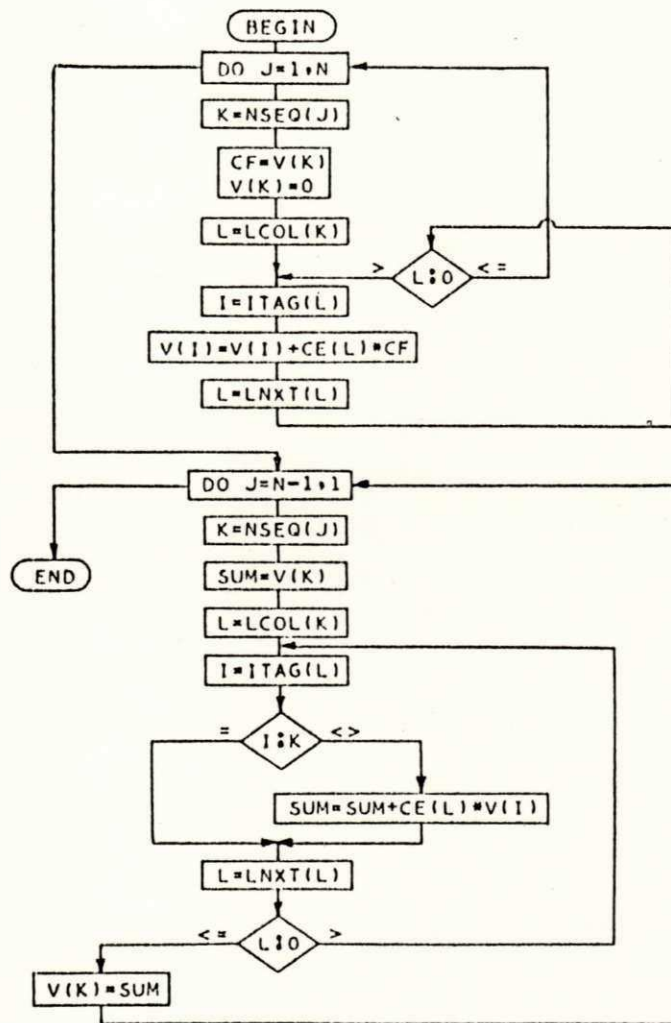 BEGIN
DO J=1,N
K=NSEQ(J)
CF=V(K)
V(K)=0
L=LCOL(K)
> L:0 <=
I=ITAG(L)
V(I)=V(I)+CE(L)*CF
L=LNXT(L)
DO J=N-1,1
K=NSEQ(J)
END
SUM=V(K)
L=LCOL(K)
I=ITAG(L)
= I:K <>
SUM=SUM+CE(L)*V(I)
L=LNXT(L)
<= L:0 >
V(K)=SUM